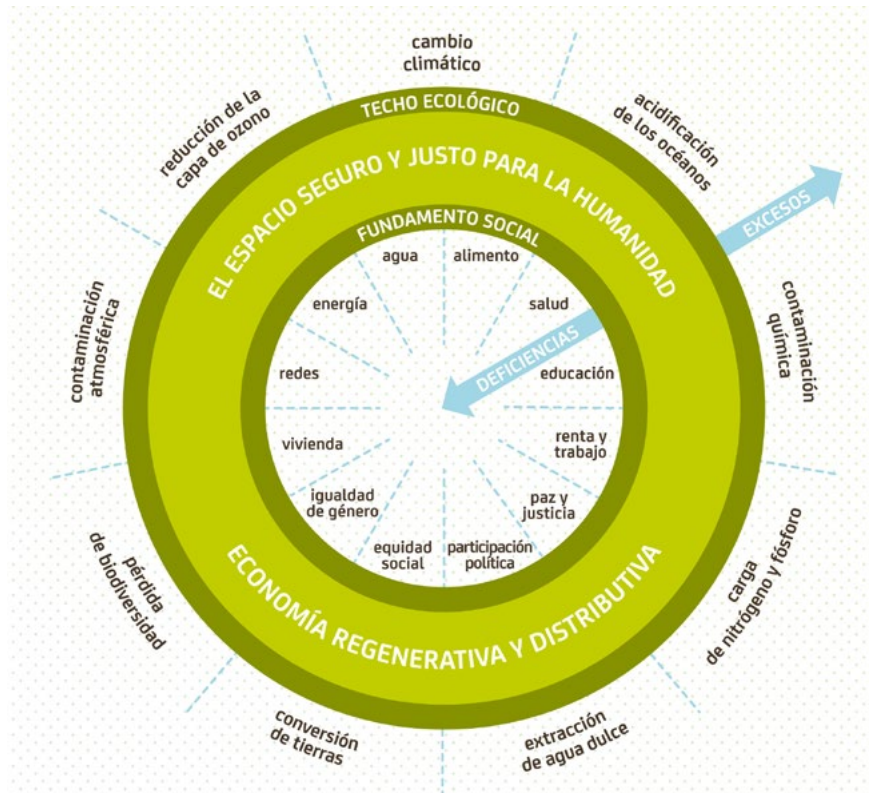 cambio
climático
TECHO ECOLÓGICO
EL ESPACIO SEGURO Y JUSTO PARA LA HUMANIDAD
FUNDAMENTO SOCIAL
acidificación
de los océanos
EXCESOS
contaminación
química
carga
de nitrógeno y fósforo
extracción
de agua dulce
conversión
de tierras
pérdida
de biodiversidad
contaminación
atmosférica
reducción de la
capa de ozono
agua
alimento
salud
DEFICIENCIAS
educación
renta y
trabajo
paz y
justicia
participación
política
equidad
social
igualdad
de género
vivienda
redes
energía
ECONOMÍA REGENERATIVA Y DISTRIBUTIVA